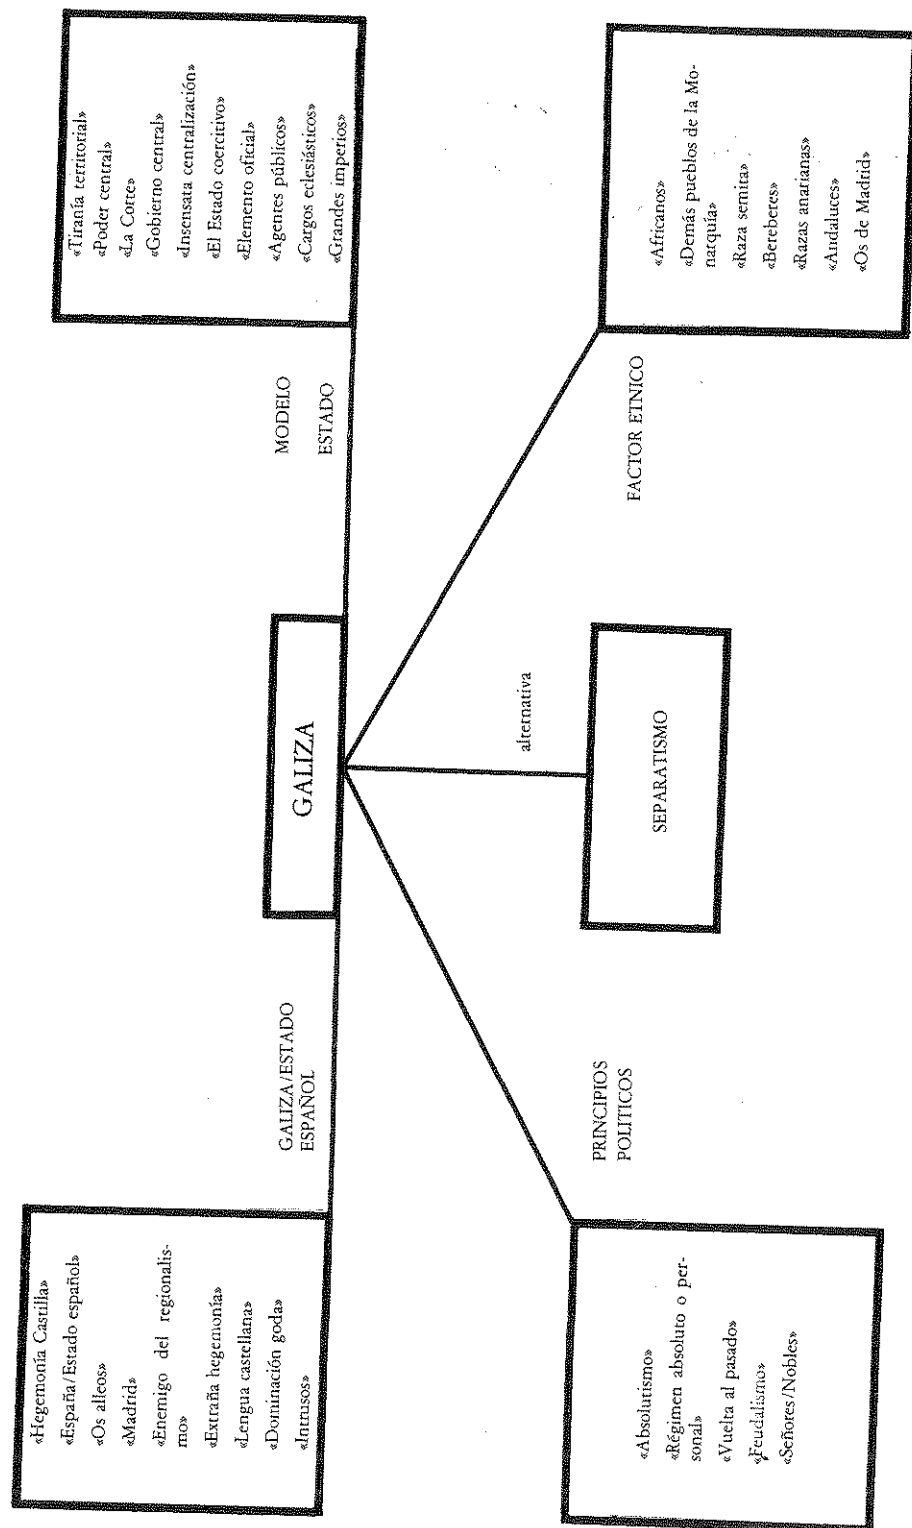 «Hegemonía Castilla»
«España/Estado español»
«Os alleos»
«Madrid»
«Enemigo del regionalis-
mo»
«Extraña hegemonía»
«Lengua castellana»
«Dominación goda»
«Intrusos»
GALIZA/ESTADO
ESPAÑOL
GALIZA
MODELO
ESTADO
«Tiranía territorial»
«Poder central»
«La Corte»
«Gobierno central»
«Insensata centralización»
«El Estado coercitivo»
«Elemento oficial»
«Agentes públicos»
«Cargos eclesiásticos»
«Grandes imperios»
«Absolutismo»
«Régimen absoluto o per-
sonal»
«Vuelta al pasado»
«Feudalismo»
«Señores/Nobles»
PRINCIPIOS
POLITICOS
alternativa
SEPARATISMO
FACTOR ETNICO
«Africanos»
«Demás pueblos de la Mo-
narquía»
«Raza semita»
«Bereberes»
«Razas anarianas»
«Andaluces»
«Os de Madrid»